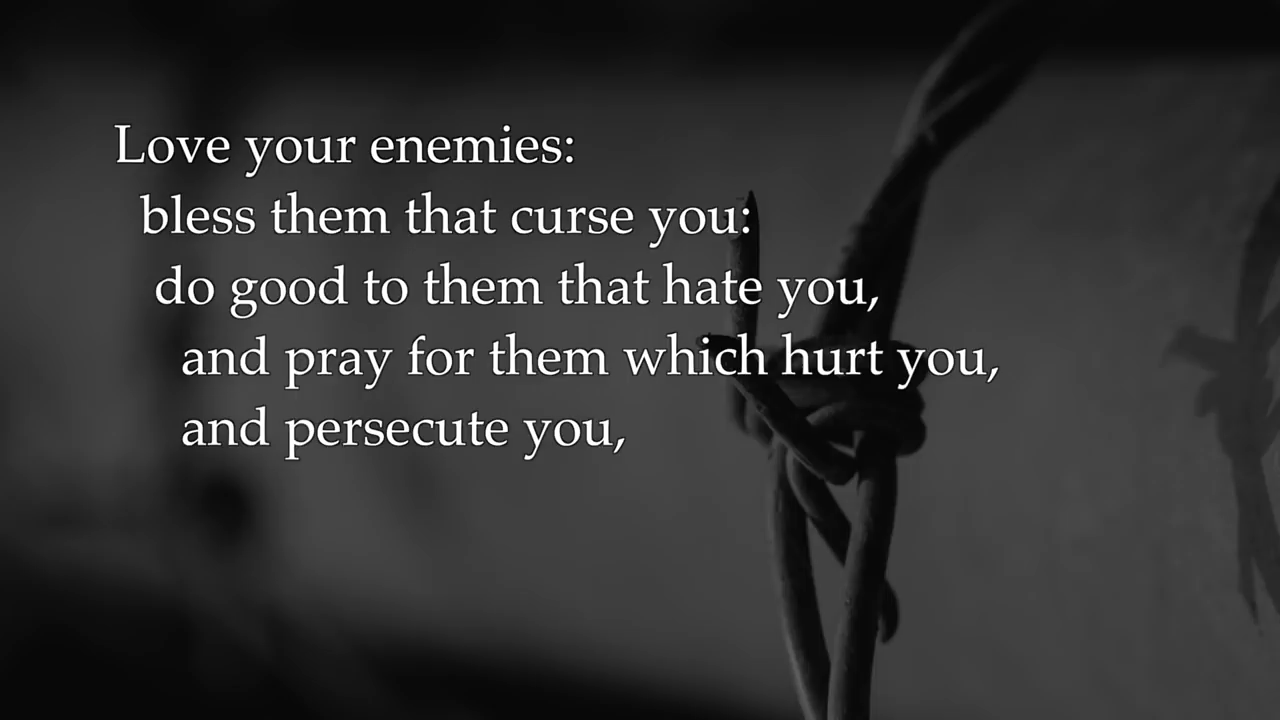 Love your enemies:
bless them that curse you:
do good to them that hate you,
and pray for them which hurt you,
and persecute you,